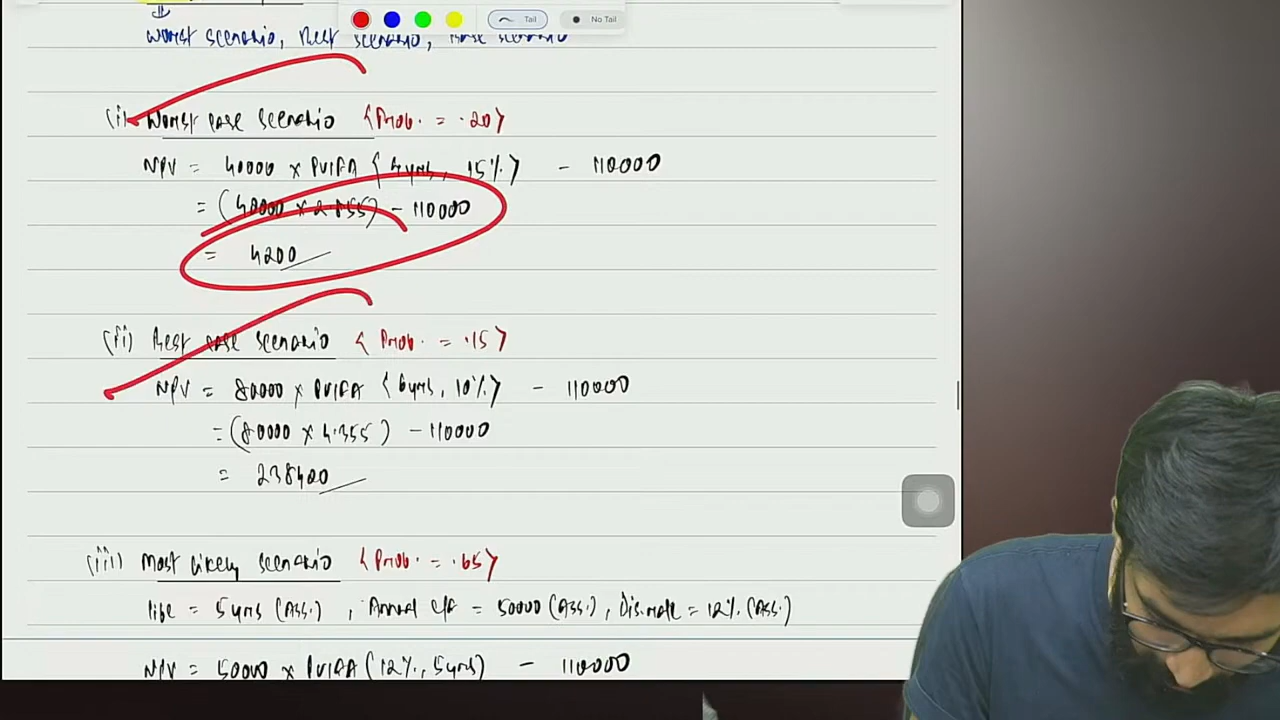 Tail No Tail
Worst scenario, Best scenario, Base scenario
(i) Worst case scenario {Prob. = .20}
NPV = 40000 × PVIFA {4yrs, 15%} - 110000
= (40000 × 2.855) - 110000
= 4200
(ii) Best case scenario {Prob. = .15}
NPV = 80000 × PVIFA {6yrs, 10%} - 110000
= (80000 × 4.355) - 110000
= 238400
(iii) Most likely scenario {Prob. = .65}
life = 5yrs (Ass.), Annual C/F = 50000 (Ass.), Dis.rate = 12% (Ass.)
NPV = 50000 × PVIFA (12%, 5yrs) - 110000